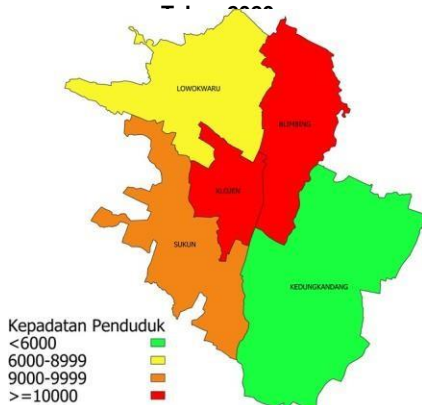 LOWOKWARU
BLIMBING
KLOJEN
SUKUN
KEDUNGKANDANG
Kepadatan Penduduk
<6000
6000-8999
9000-9999
>=10000